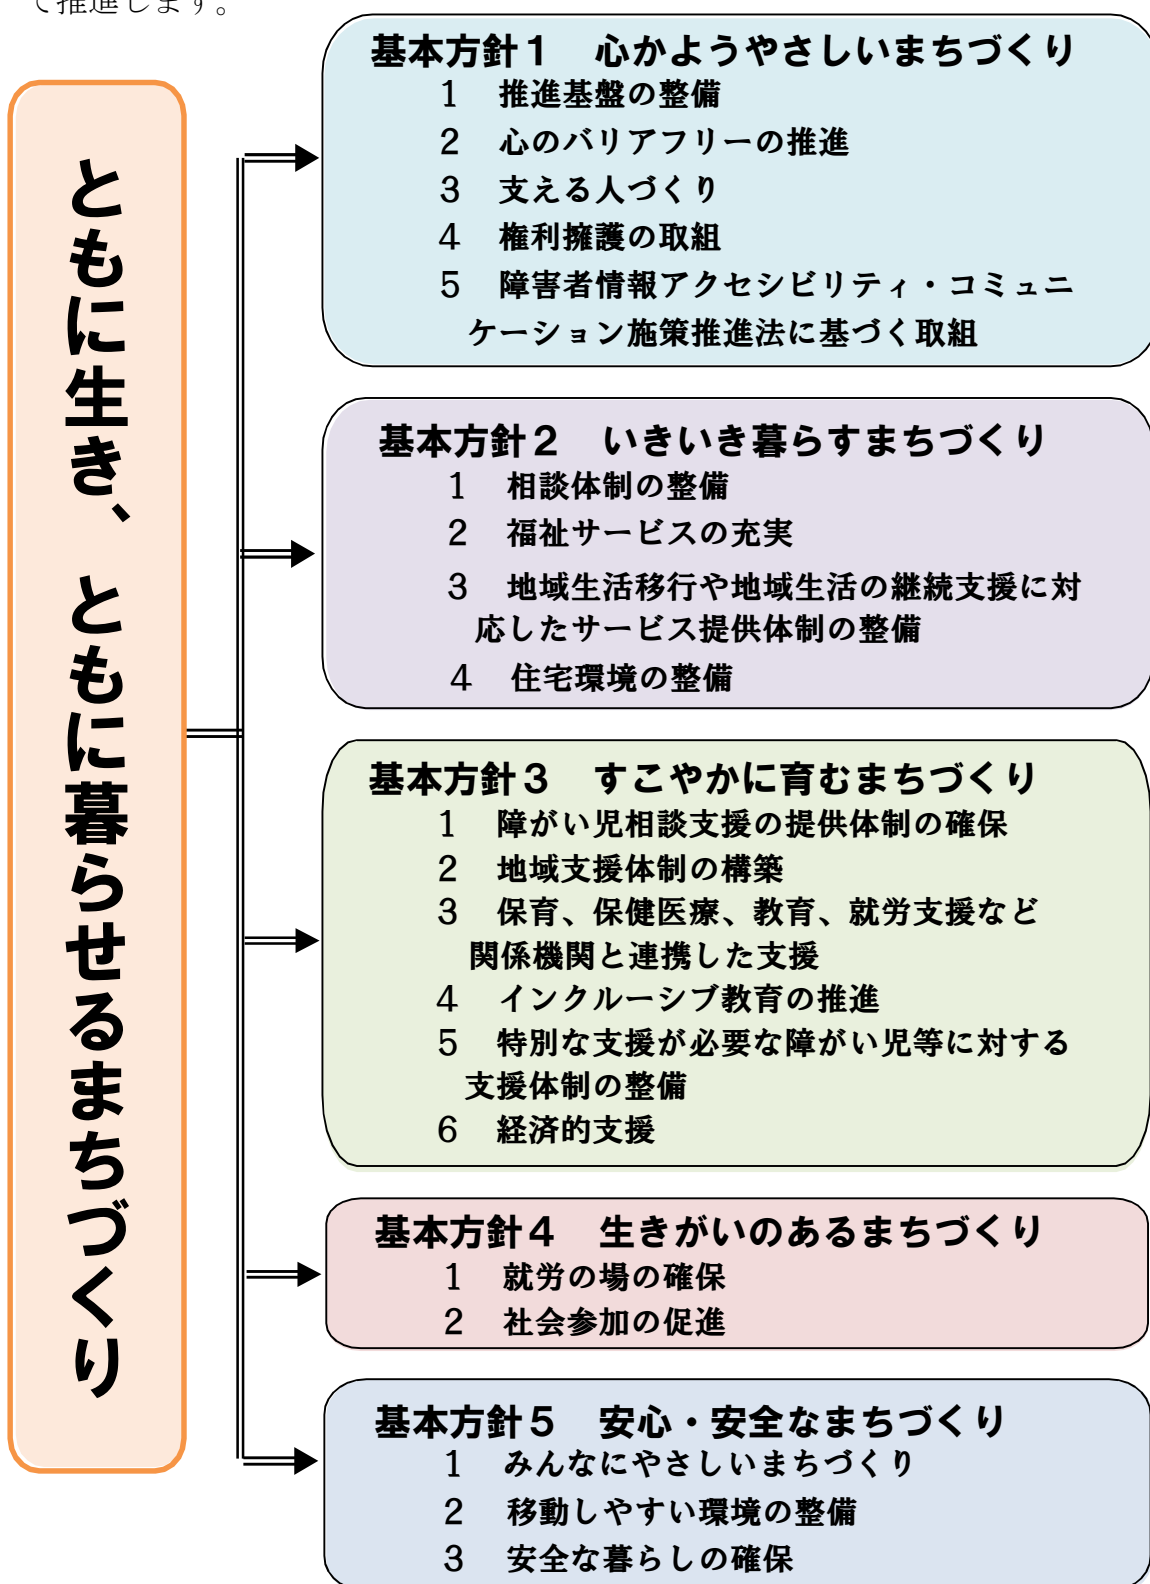 て推進します。
ともに生き、ともに暮らせるまちづくり
基本方針１　心かようやさしいまちづくり
1　推進基盤の整備
2　心のバリアフリーの推進
3　支える人づくり
4　権利擁護の取組
5　障害者情報アクセシビリティ・コミュニ
ケーション施策推進法に基づく取組
基本方針２　いきいき暮らすまちづくり
1　相談体制の整備
2　福祉サービスの充実
3　地域生活移行や地域生活の継続支援に対
応したサービス提供体制の整備
4　住宅環境の整備
基本方針３　すこやかに育むまちづくり
1　障がい児相談支援の提供体制の確保
2　地域支援体制の構築
3　保育、保健医療、教育、就労支援など
関係機関と連携した支援
4　インクルーシブ教育の推進
5　特別な支援が必要な障がい児等に対する
支援体制の整備
6　経済的支援
基本方針４　生きがいのあるまちづくり
1　就労の場の確保
2　社会参加の促進
基本方針５　安心・安全なまちづくり
1　みんなにやさしいまちづくり
2　移動しやすい環境の整備
3　安全な暮らしの確保